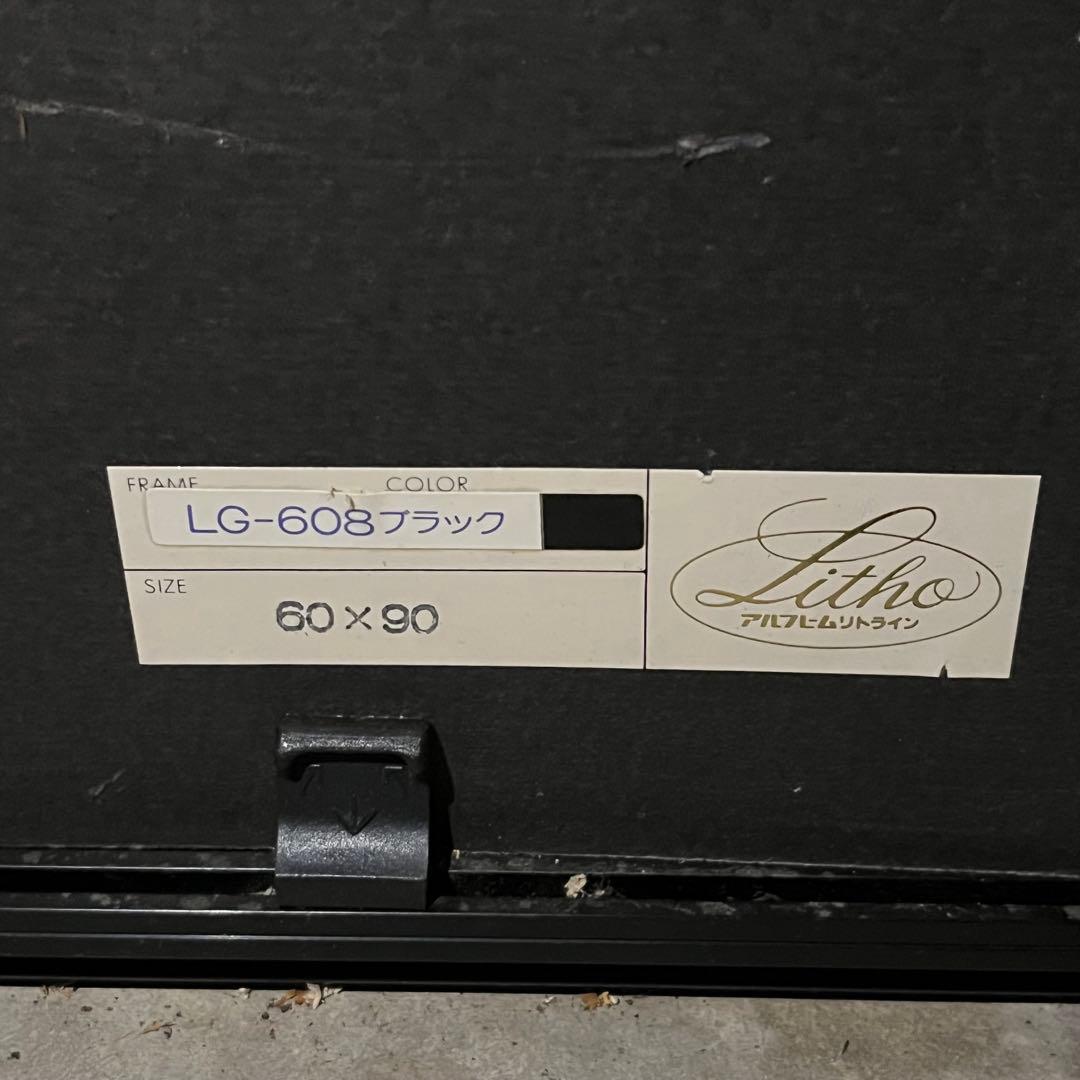 FRAME COLOR
LG-608ブラック
SIZE
60×90
Litho
アルフレームリトライン